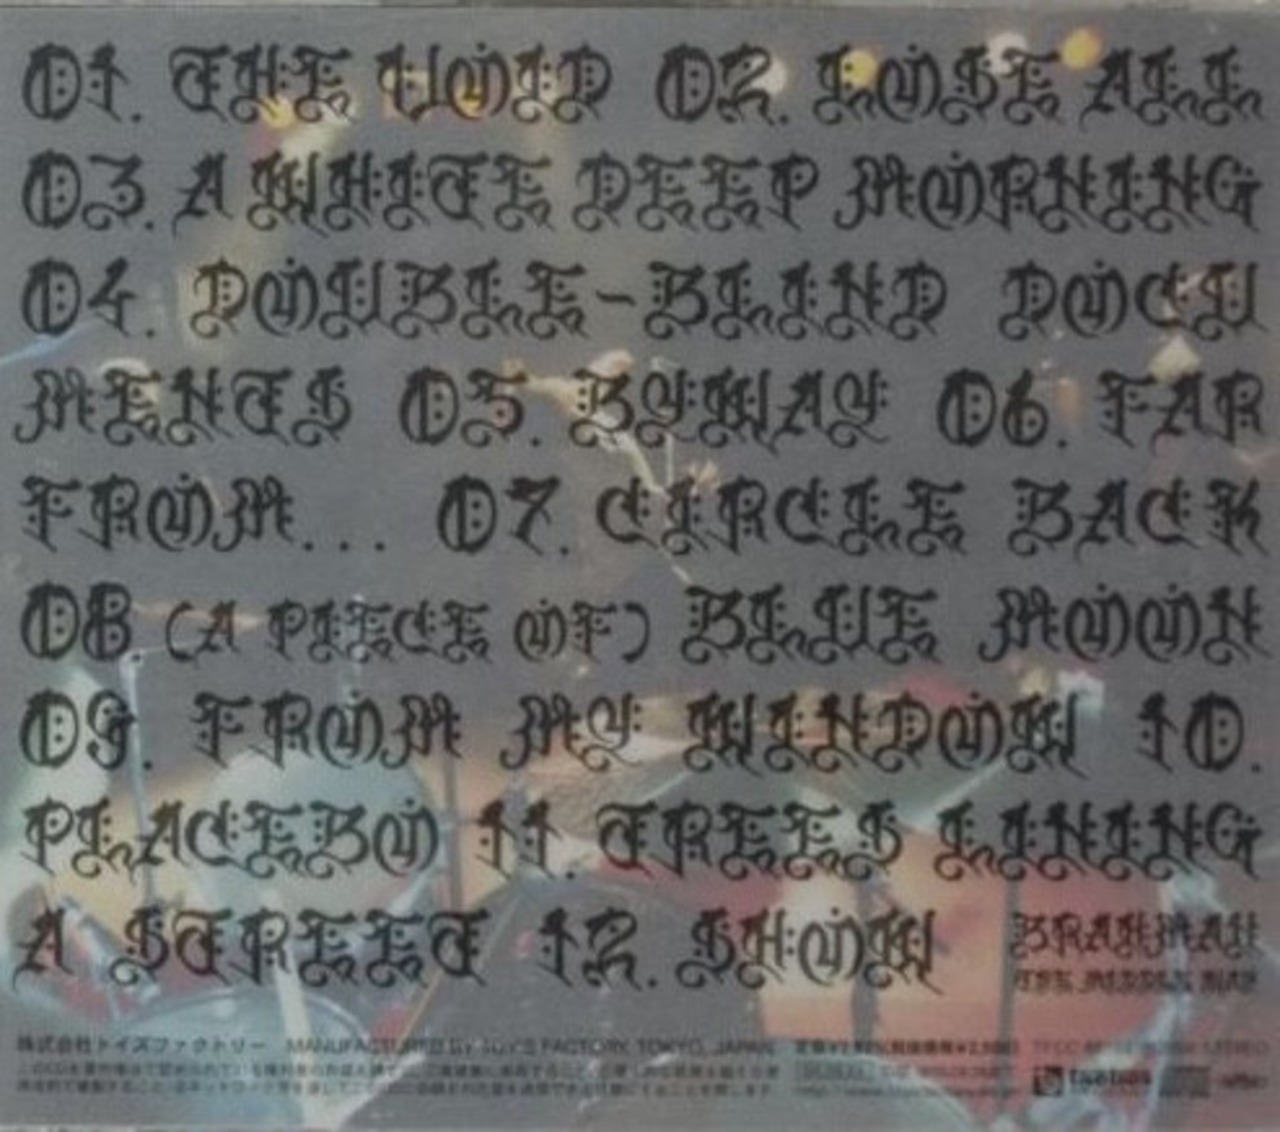 01. THE VOID 02. LOSE ALL
03. A WHITE DEEP MORNING
04. DOUBLE-BLIND DOCU
MENTS 05. BYWAY 06. FAR
FROM... 07. CIRCLE BACK
08 (A PIECE OF) BLUE MOON
09. FROM MY WINDOW 10.
PLACEBO 11. TREES LINING
A STREET 12. SHOW
BRAHMAN
THE MIDDLE WAY
株式会社トイズファクトリー MANUFACTURED BY TOY'S FACTORY, TOKYO, JAPAN